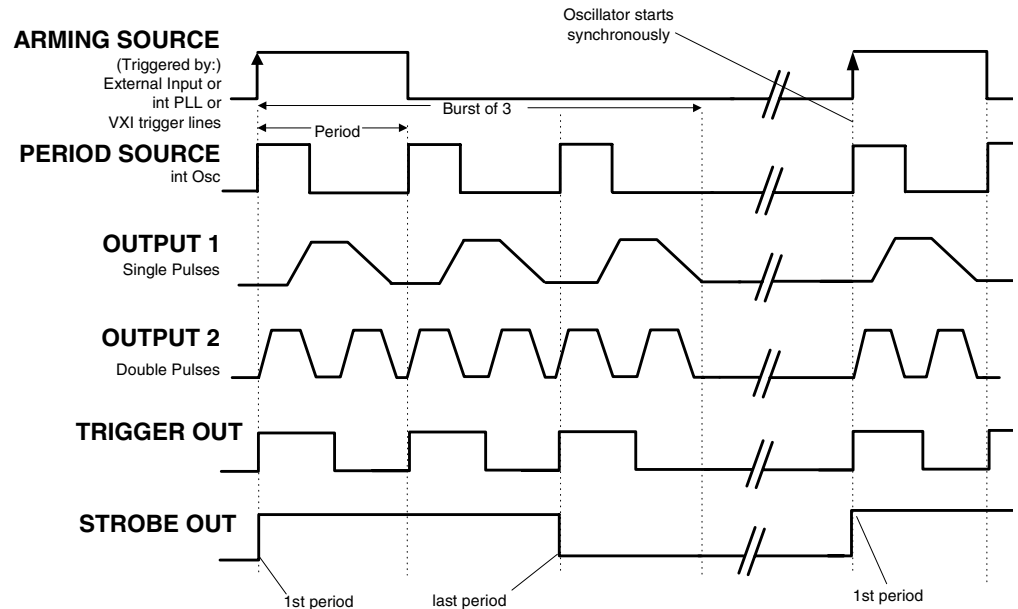 Oscillator starts
synchronously
ARMING SOURCE
(Triggered by:)
External Input or
int PLL or
VXI trigger lines
Burst of 3
Period
PERIOD SOURCE
int Osc
OUTPUT 1
Single Pulses
OUTPUT 2
Double Pulses
TRIGGER OUT
STROBE OUT
1st period
last period
1st period